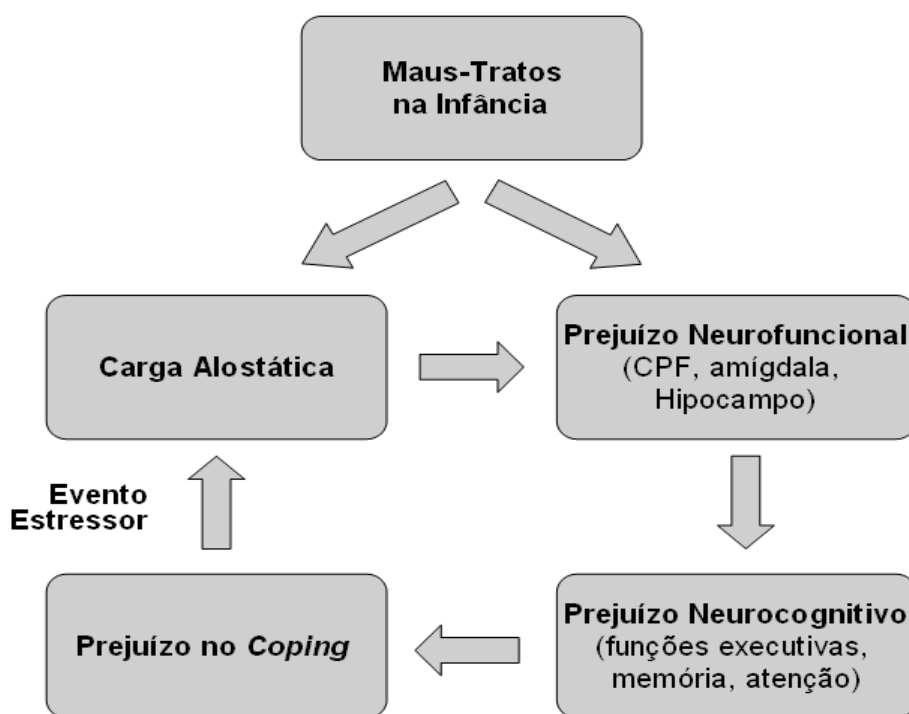 Maus-Tratos
na Infância
Carga Alostática
Prejuízo Neurofuncional
(CPF, amígdala,
Hipocampo)
Evento
Estressor
Prejuízo no Coping
Prejuízo Neurocognitivo
(funções executivas,
memória, atenção)